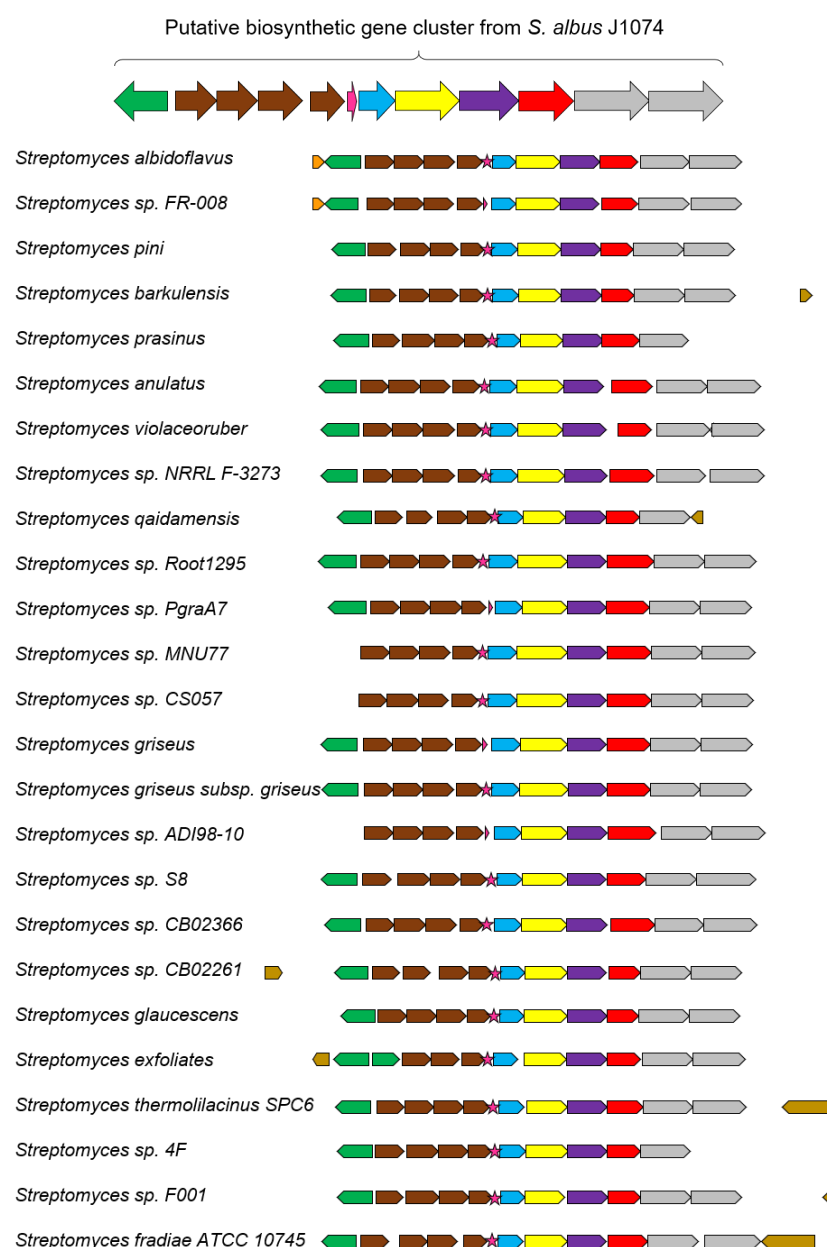 Putative biosynthetic gene cluster from S. albus J1074
Streptomyces albidoflavus
Streptomyces sp. FR-008
Streptomyces pini
Streptomyces barkulensis
Streptomyces prasinus
Streptomyces anulatus
Streptomyces violaceoruber
Streptomyces sp. NRRL F-3273
Streptomyces qaidamensis
Streptomyces sp. Root1295
Streptomyces sp. PgraA7
Streptomyces sp. MNU77
Streptomyces sp. CS057
Streptomyces griseus
Streptomyces griseus subsp. griseus
Streptomyces sp. ADI98-10
Streptomyces sp. S8
Streptomyces sp. CB02366
Streptomyces sp. CB02261
Streptomyces glaucescens
Streptomyces exfoliates
Streptomyces thermolilacinus SPC6
Streptomyces sp. 4F
Streptomyces sp. F001
Streptomyces fradiae ATCC 10745